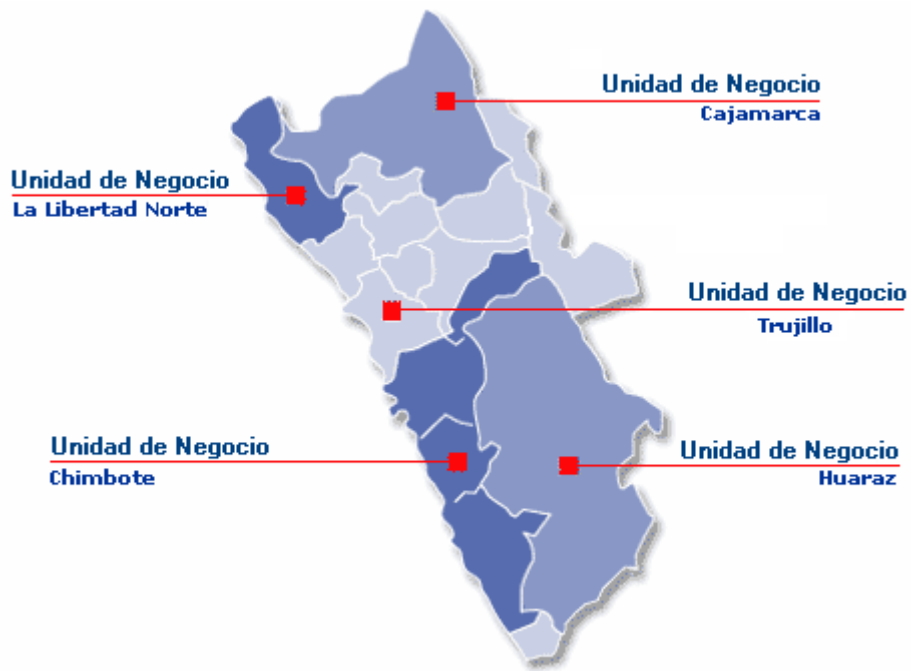 Unidad de Negocio
Cajamarca
Unidad de Negocio
La Libertad Norte
Unidad de Negocio
Trujillo
Unidad de Negocio
Chimbote
Unidad de Negocio
Huaraz